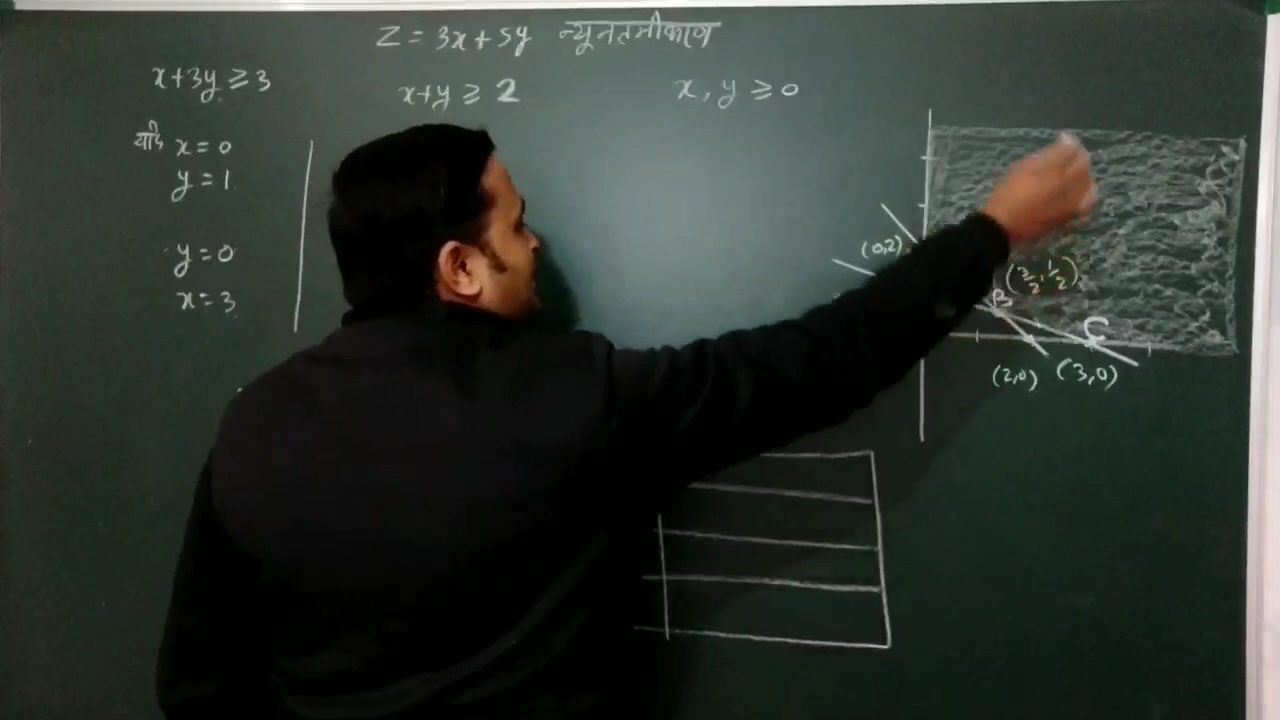 Z = 3x + 5y न्यूनतमीकरण
x + 3y ≥ 3
x + y ≥ 2
x, y ≥ 0
यदि x = 0
y = 1
y = 0
x = 3
(0,2)
(3/2, 1/2)
B
C
(2,0) (3,0)